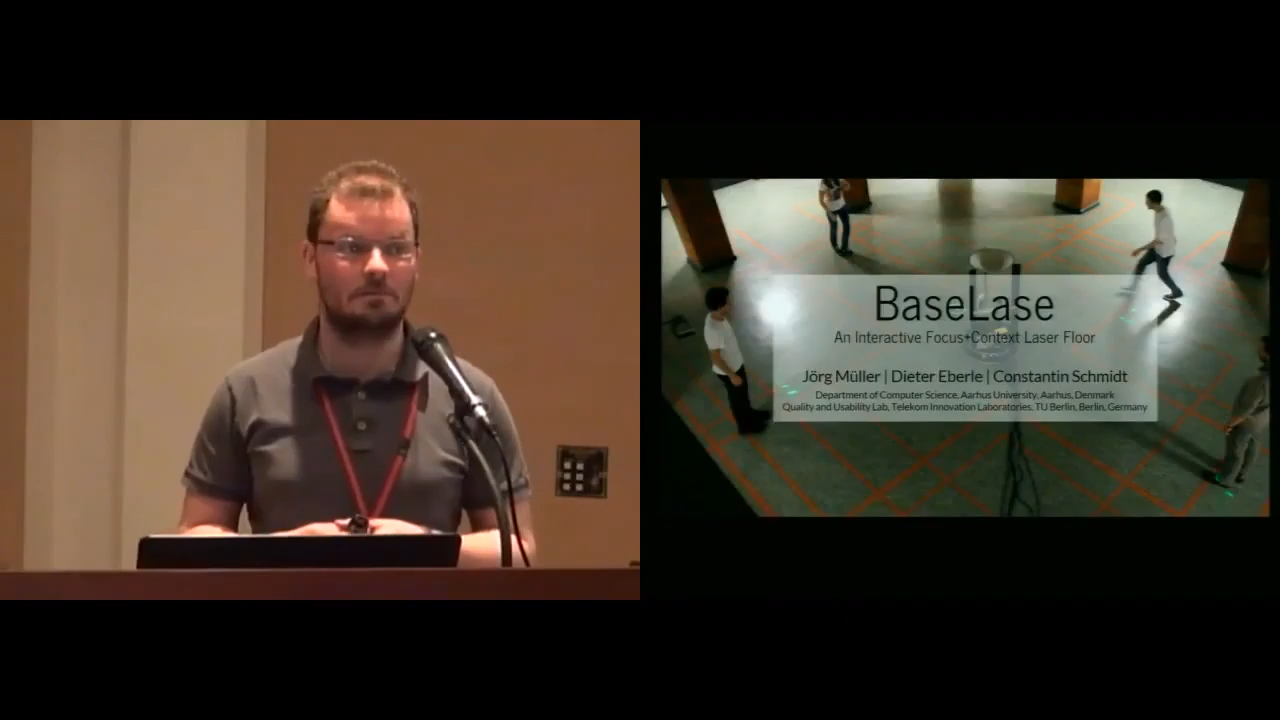 BaseLase
An Interactive Focus+Context Laser Floor
Jörg Müller | Dieter Eberle | Constantin Schmidt
Department of Computer Science, Aarhus University, Aarhus, Denmark
Quality and Usability Lab, Telekom Innovation Laboratories, TU Berlin, Berlin, Germany